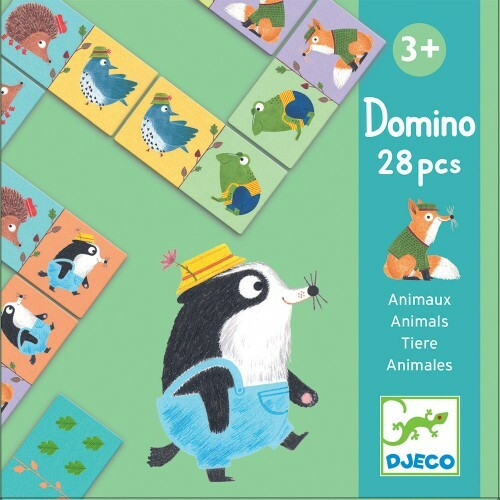 3+
Domino
28 pcs
Animaux
Animals
Tiere
Animales
DJECO